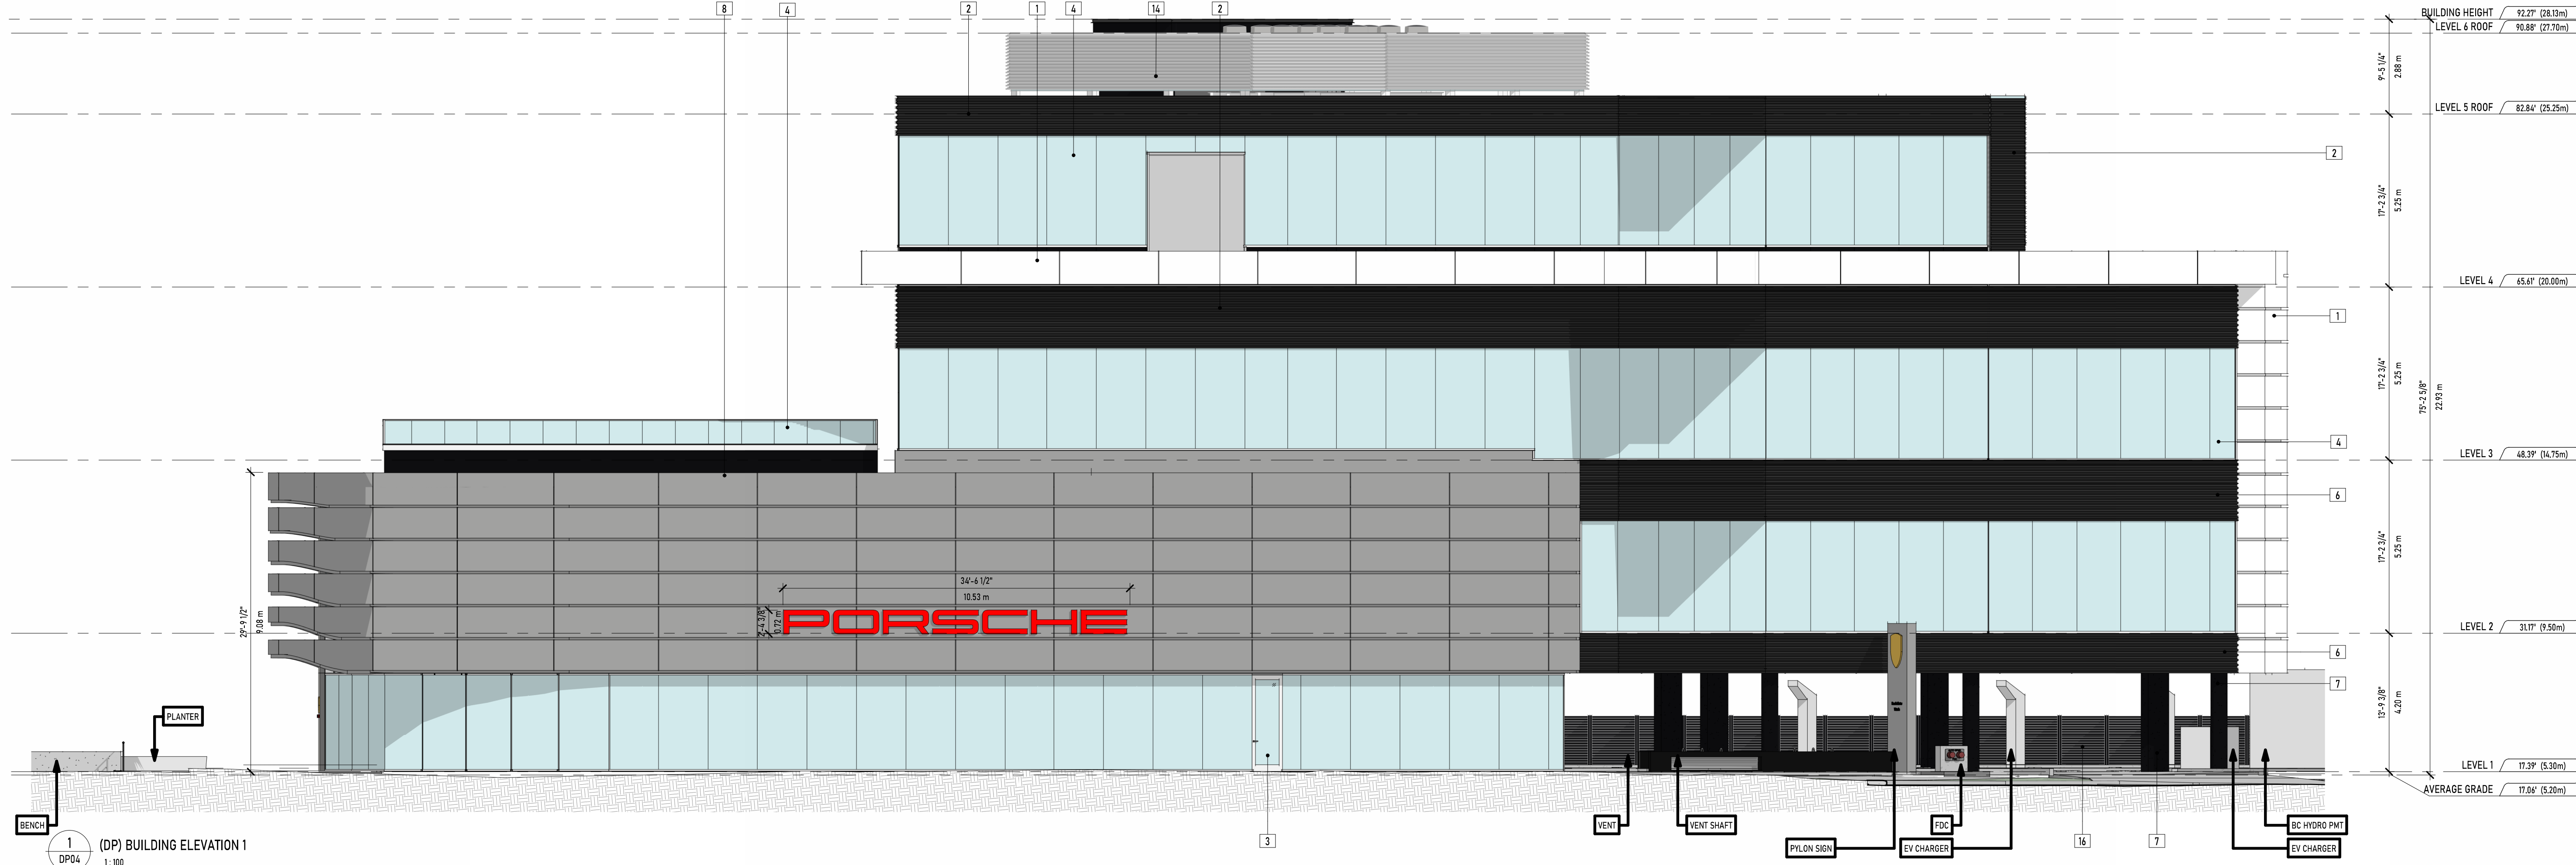 8
4
2
1
4
14
2
BUILDING HEIGHT 92.27' (28.13m)
LEVEL 6 ROOF 90.88' (27.70m)
9'-5 1/4"
2.88 m
LEVEL 5 ROOF 82.84' (25.25m)
2
17'-2 3/4"
5.25 m
LEVEL 4 65.61' (20.00m)
1
17'-2 3/4"
5.25 m
75'-2 5/8"
22.93 m
4
LEVEL 3 48.39' (14.75m)
6
17'-2 3/4"
5.25 m
34'-6 1/2"
10.53 m
29'-9 1/2"
9.08 m
2'-4 3/8"
0.72 m
PORSCHE
LEVEL 2 31.17' (9.50m)
6
7
13'-9 3/8"
4.20 m
PLANTER
LEVEL 1 17.39' (5.30m)
AVERAGE GRADE 17.06' (5.20m)
BENCH
VENT
VENT SHAFT
FDC
BC HYDRO PMT
3
PYLON SIGN
EV CHARGER
16
7
EV CHARGER
1
DP04
(DP) BUILDING ELEVATION 1
1 : 100